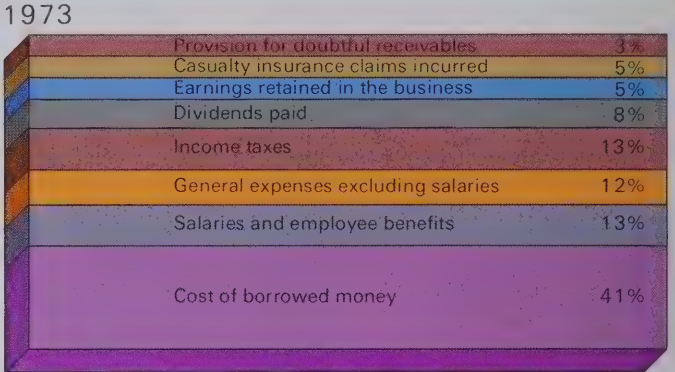 1973
Provision for doubtful receivables 3%
Casualty insurance claims incurred 5%
Earnings retained in the business 5%
Dividends paid 8%
Income taxes 13%
General expenses excluding salaries 12%
Salaries and employee benefits 13%
Cost of borrowed money 41%